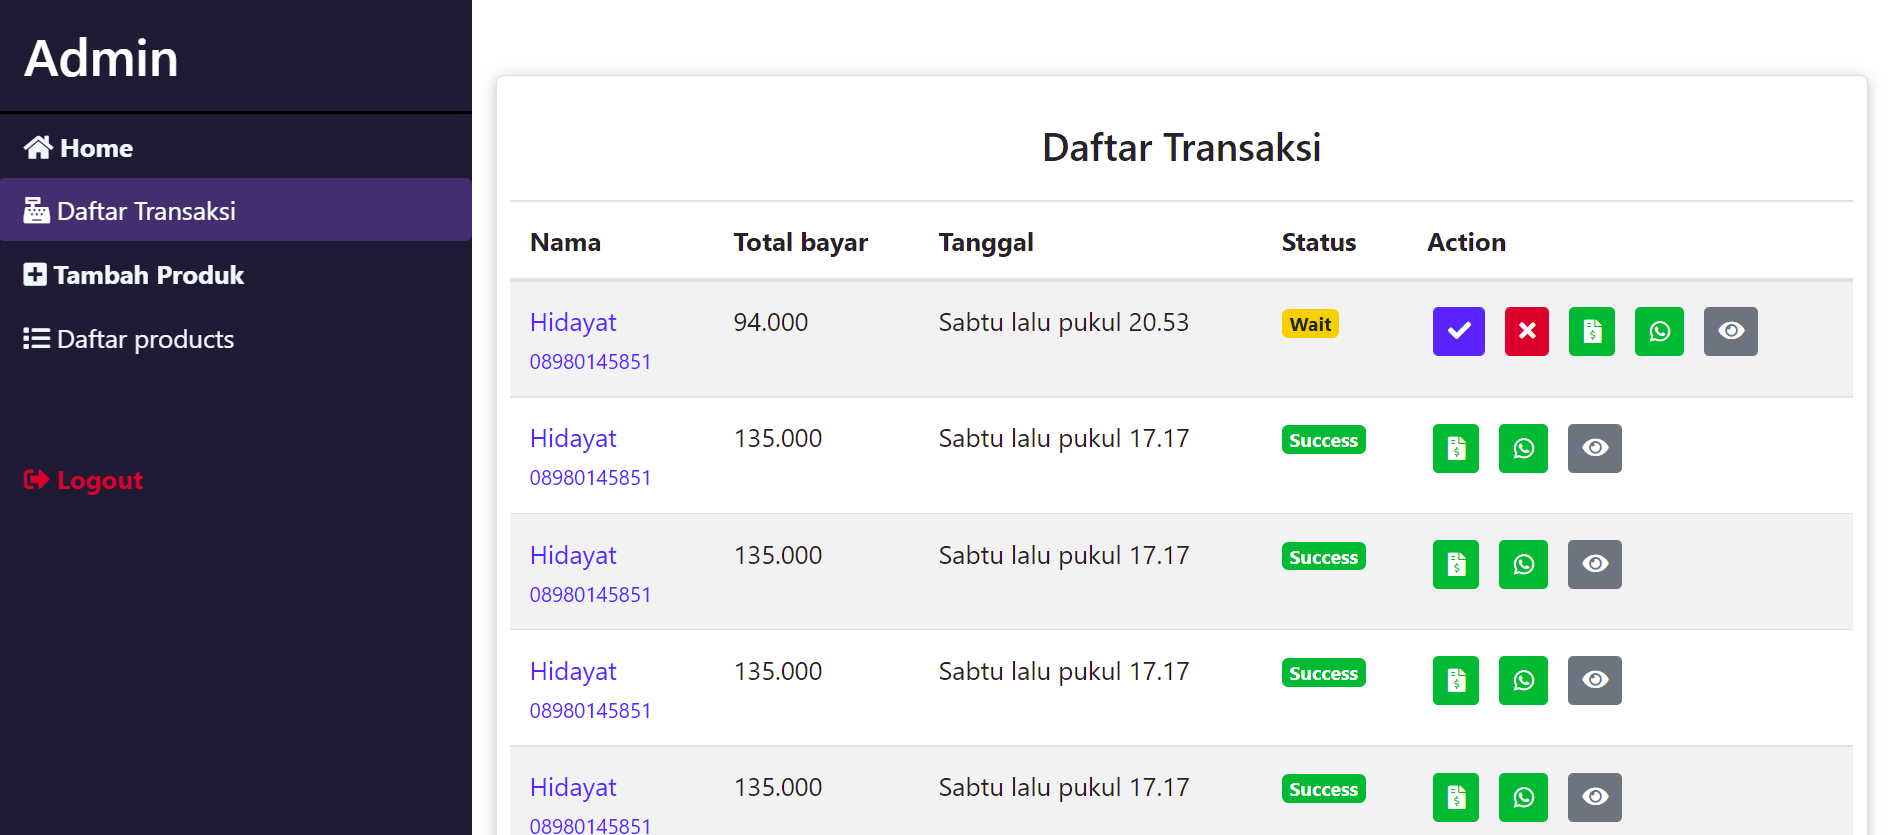 Admin
Home
Daftar Transaksi
Tambah Produk
Daftar products
Logout
Daftar Transaksi
Nama Total bayar Tanggal Status Action
Hidayat 94.000 Sabtu lalu pukul 20.53 Wait
08980145851
Hidayat 135.000 Sabtu lalu pukul 17.17 Success
08980145851
Hidayat 135.000 Sabtu lalu pukul 17.17 Success
08980145851
Hidayat 135.000 Sabtu lalu pukul 17.17 Success
08980145851
Hidayat 135.000 Sabtu lalu pukul 17.17 Success
08980145851